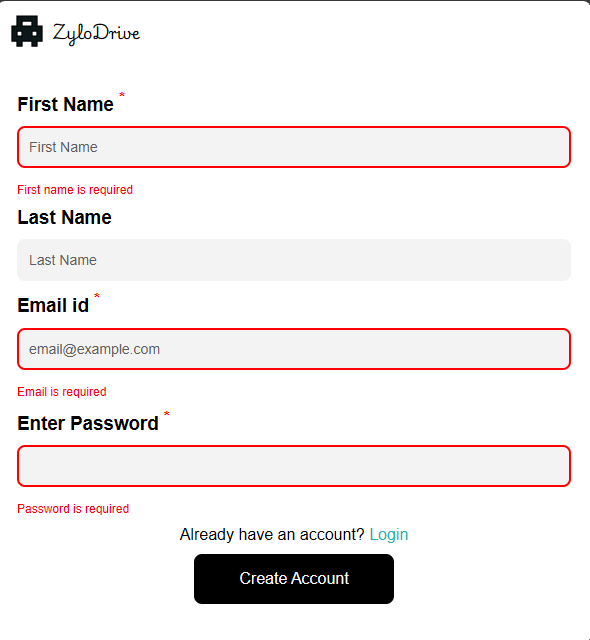 ZyloDrive
First Name *
First Name
First name is required
Last Name
Last Name
Email id *
email@example.com
Email is required
Enter Password *
Password is required
Already have an account? Login
Create Account